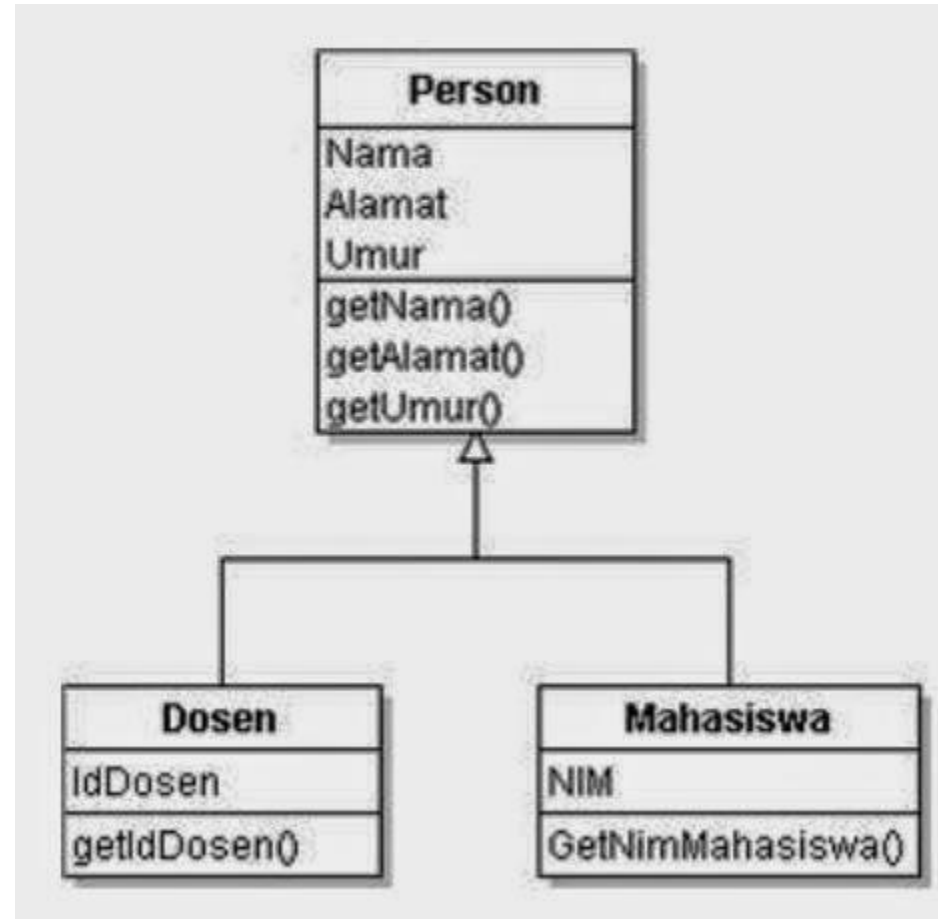 Person
Nama
Alamat
Umur
getNama()
getAlamat()
getUmur()
Dosen
IdDosen
getIdDosen()
Mahasiswa
NIM
GetNimMahasiswa()